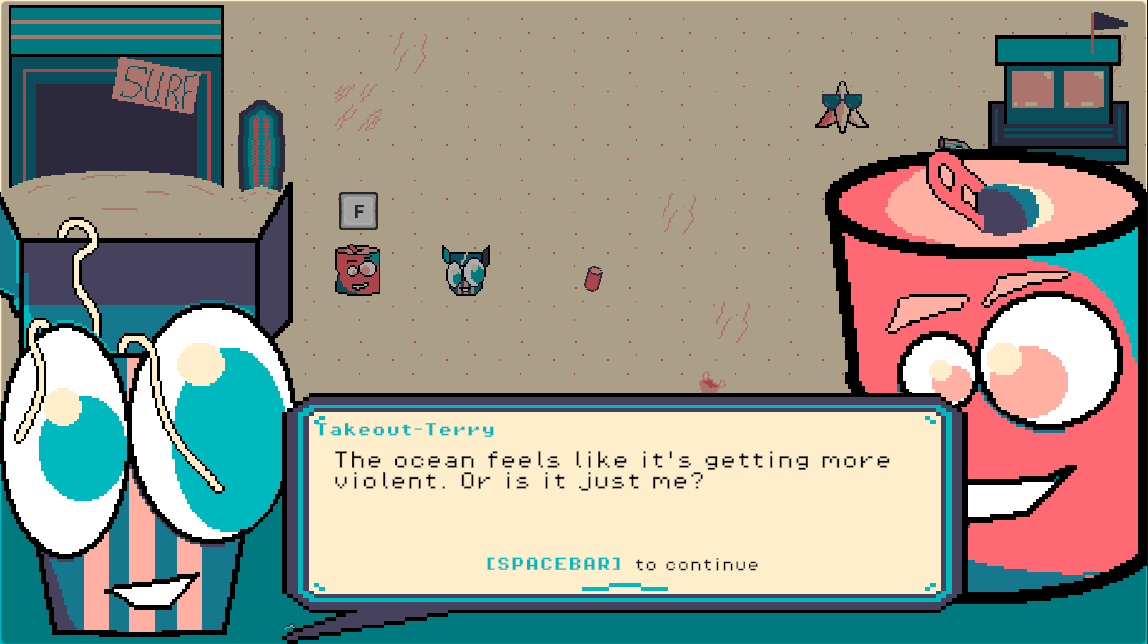 SURF
F
Takeout-Terry
The ocean feels like it's getting more
violent. Or is it just me?
[SPACEBAR] to continue